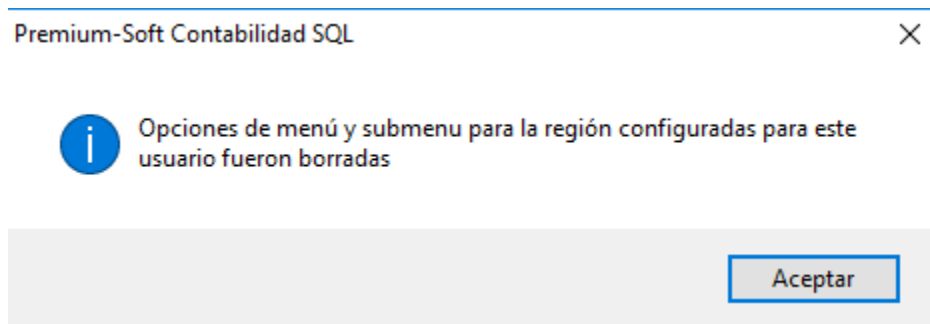 Premium-Soft Contabilidad SQL
Opciones de menú y submenu para la región configuradas para este
usuario fueron borradas
Aceptar